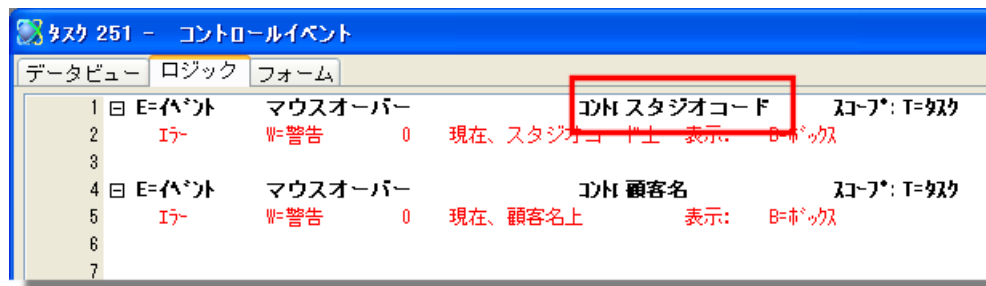 タスク 251 - コントロールイベント
データビュー ロジック フォーム
1 E=イベント マウスオーバー コントロ スタジオコード スコープ: T=タスク
2 エラー W=警告 0 現在、スタジオコード上 表示: B=ボックス
3
4 E=イベント マウスオーバー コントロ 顧客名 スコープ: T=タスク
5 エラー W=警告 0 現在、顧客名上 表示: B=ボックス
6
7